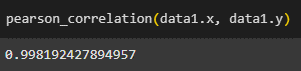 pearson_correlation(data1.x, data1.y)
0.998192427894957